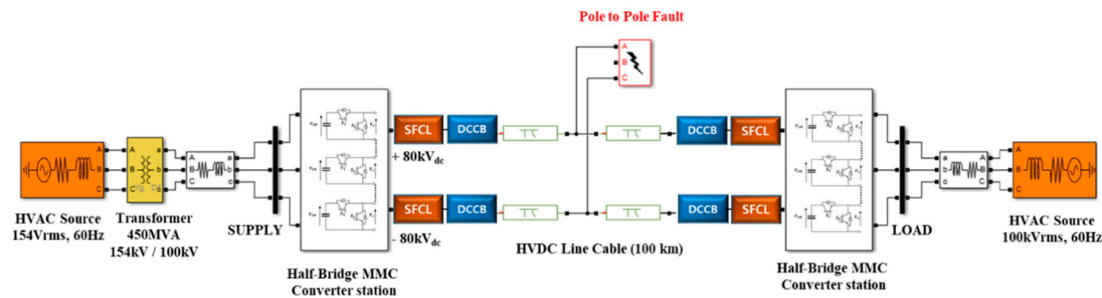 Pole to Pole Fault
A
B
C
SFCL
DCCB
DCCB
SFCL
+ 80kVdc
A
B
C
A
B
C
a
b
c
A
B
C
a
b
c
a
b
c
A
B
C
A
B
C
SFCL
DCCB
DCCB
SFCL
- 80kVdc
HVAC Source
154Vrms, 60Hz
Transformer
450MVA
154kV / 100kV
SUPPLY
HVDC Line Cable (100 km)
LOAD
HVAC Source
100kVrms, 60Hz
Half-Bridge MMC
Converter station
Half-Bridge MMC
Converter station